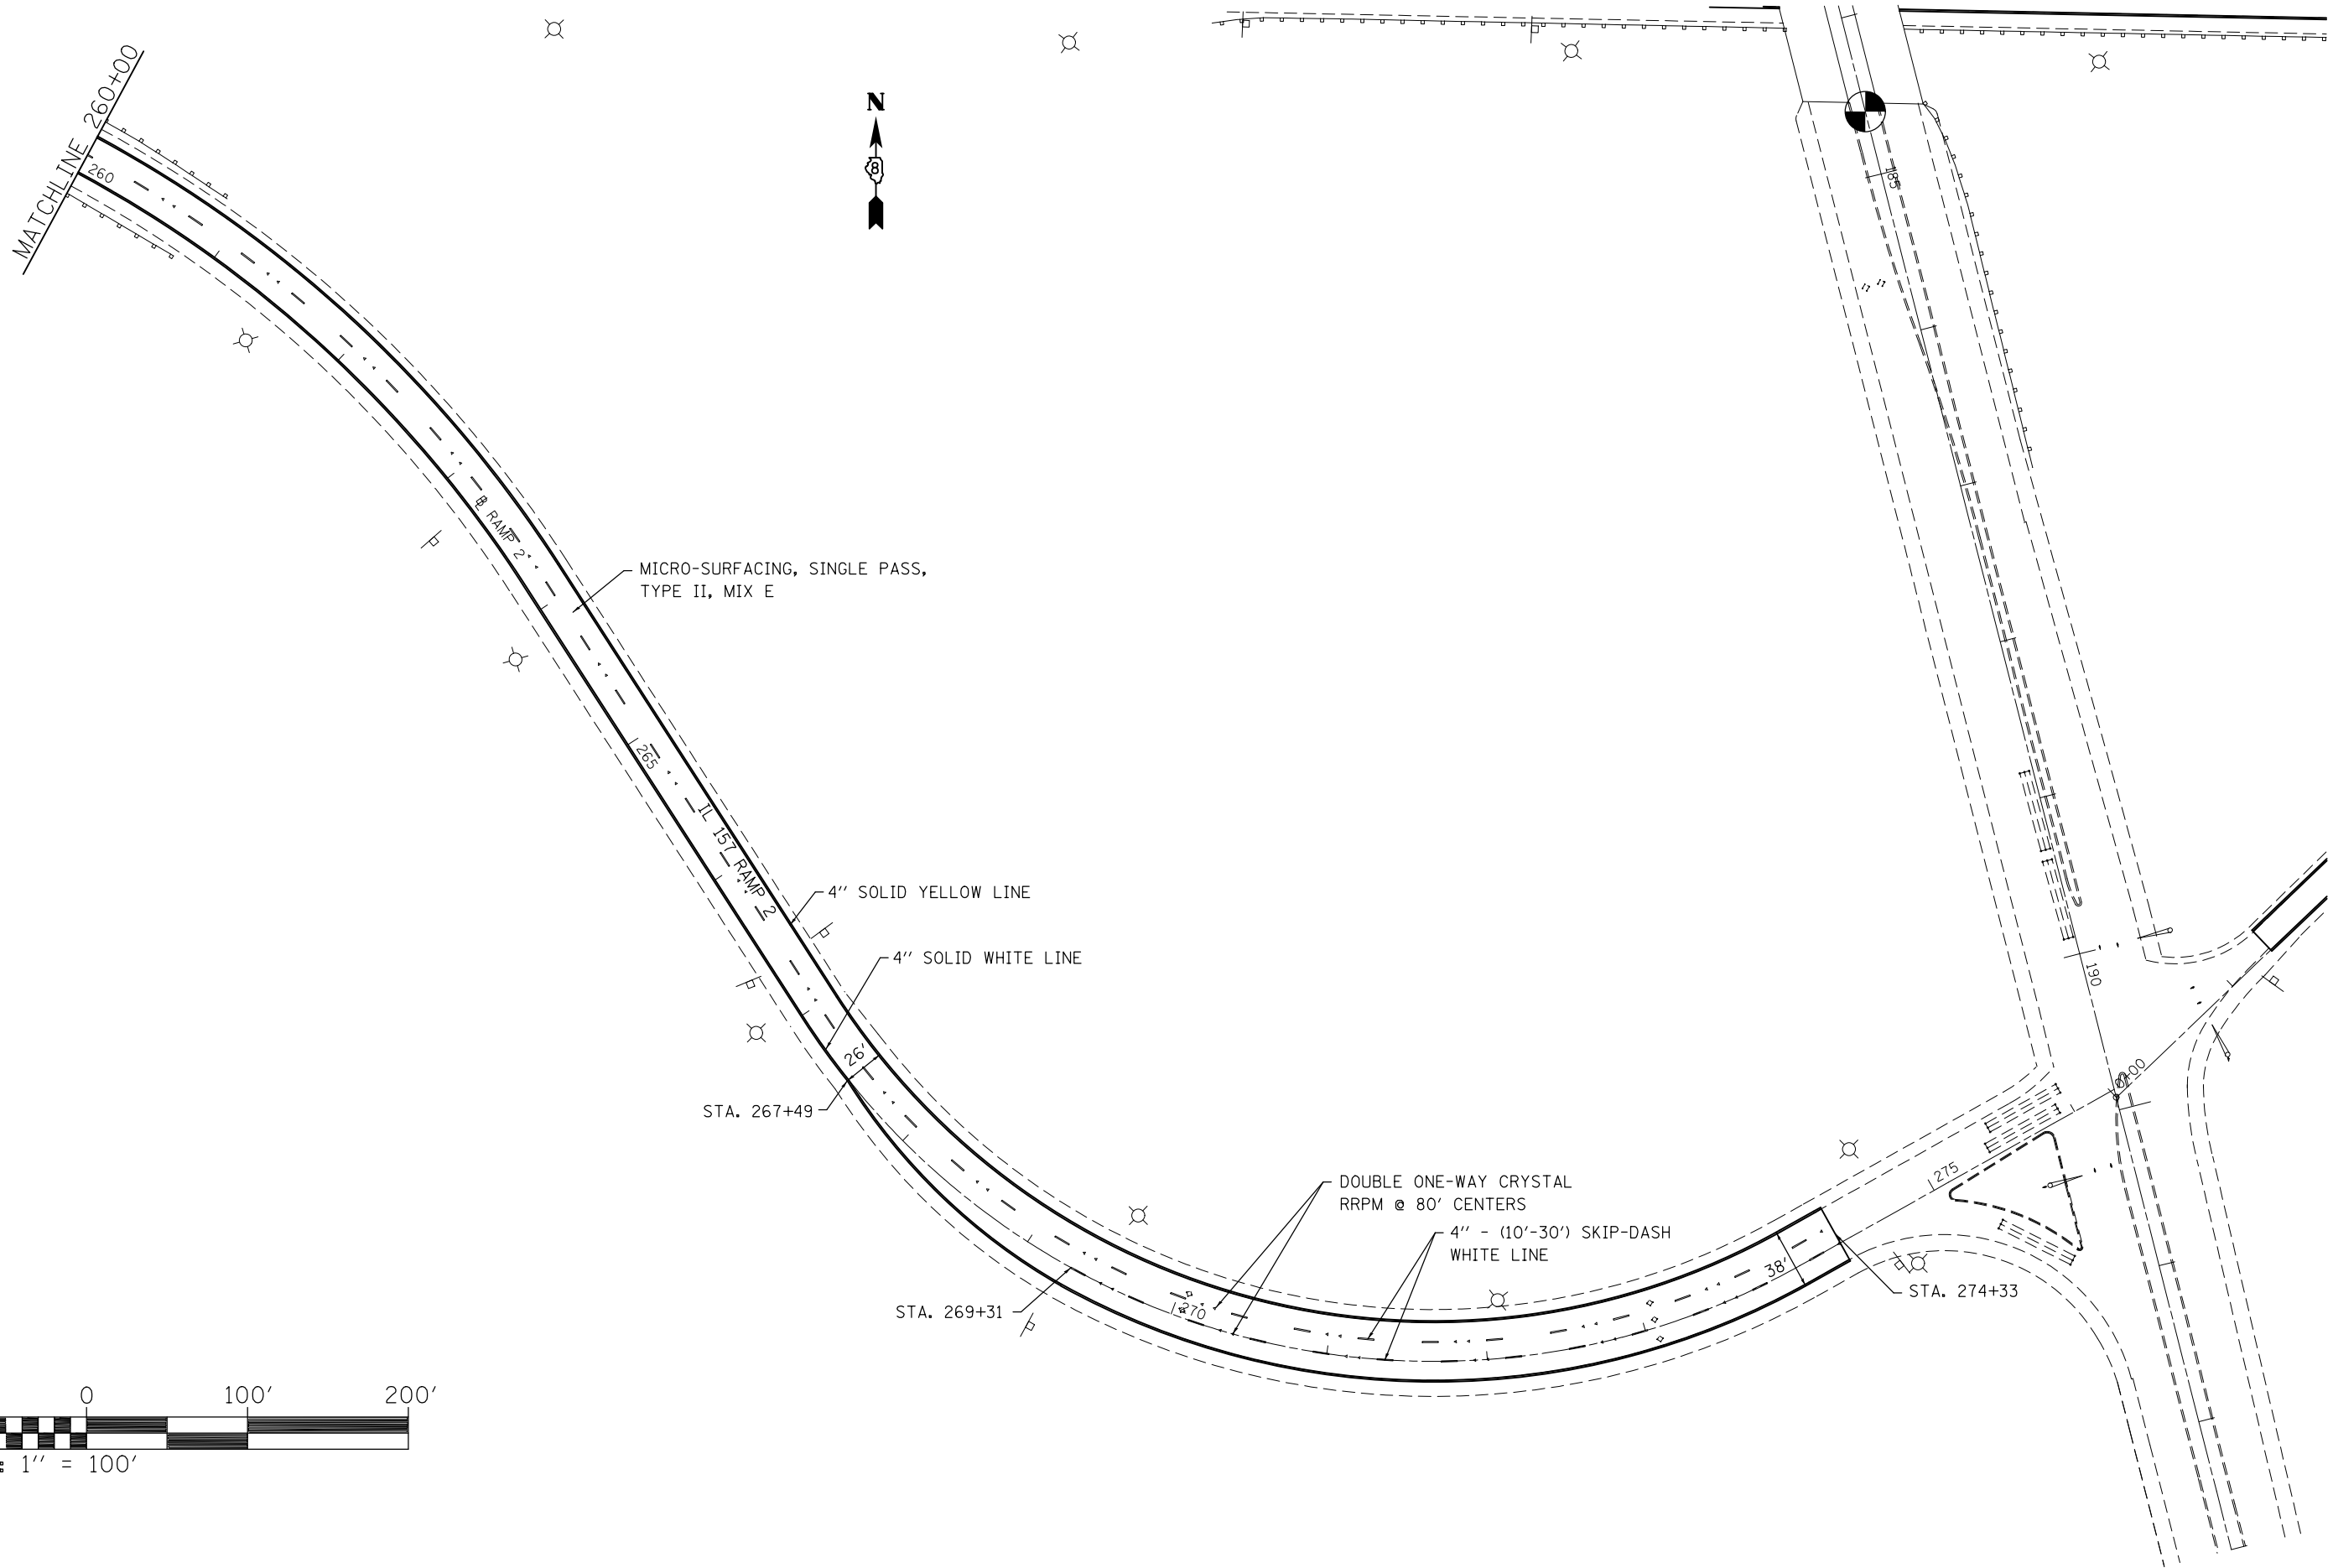 MATCHLINE 260+00
N
8
260
185
℄ RAMP 2
MICRO-SURFACING, SINGLE PASS,
TYPE II, MIX E
265
IL 157 RAMP 2
4" SOLID YELLOW LINE
4" SOLID WHITE LINE
190
26'
STA. 267+49
DOUBLE ONE-WAY CRYSTAL
RRPM @ 80' CENTERS
275
4" - (10'-30') SKIP-DASH
WHITE LINE
38'
STA. 274+33
270
STA. 269+31
0 100' 200'
: 1" = 100'